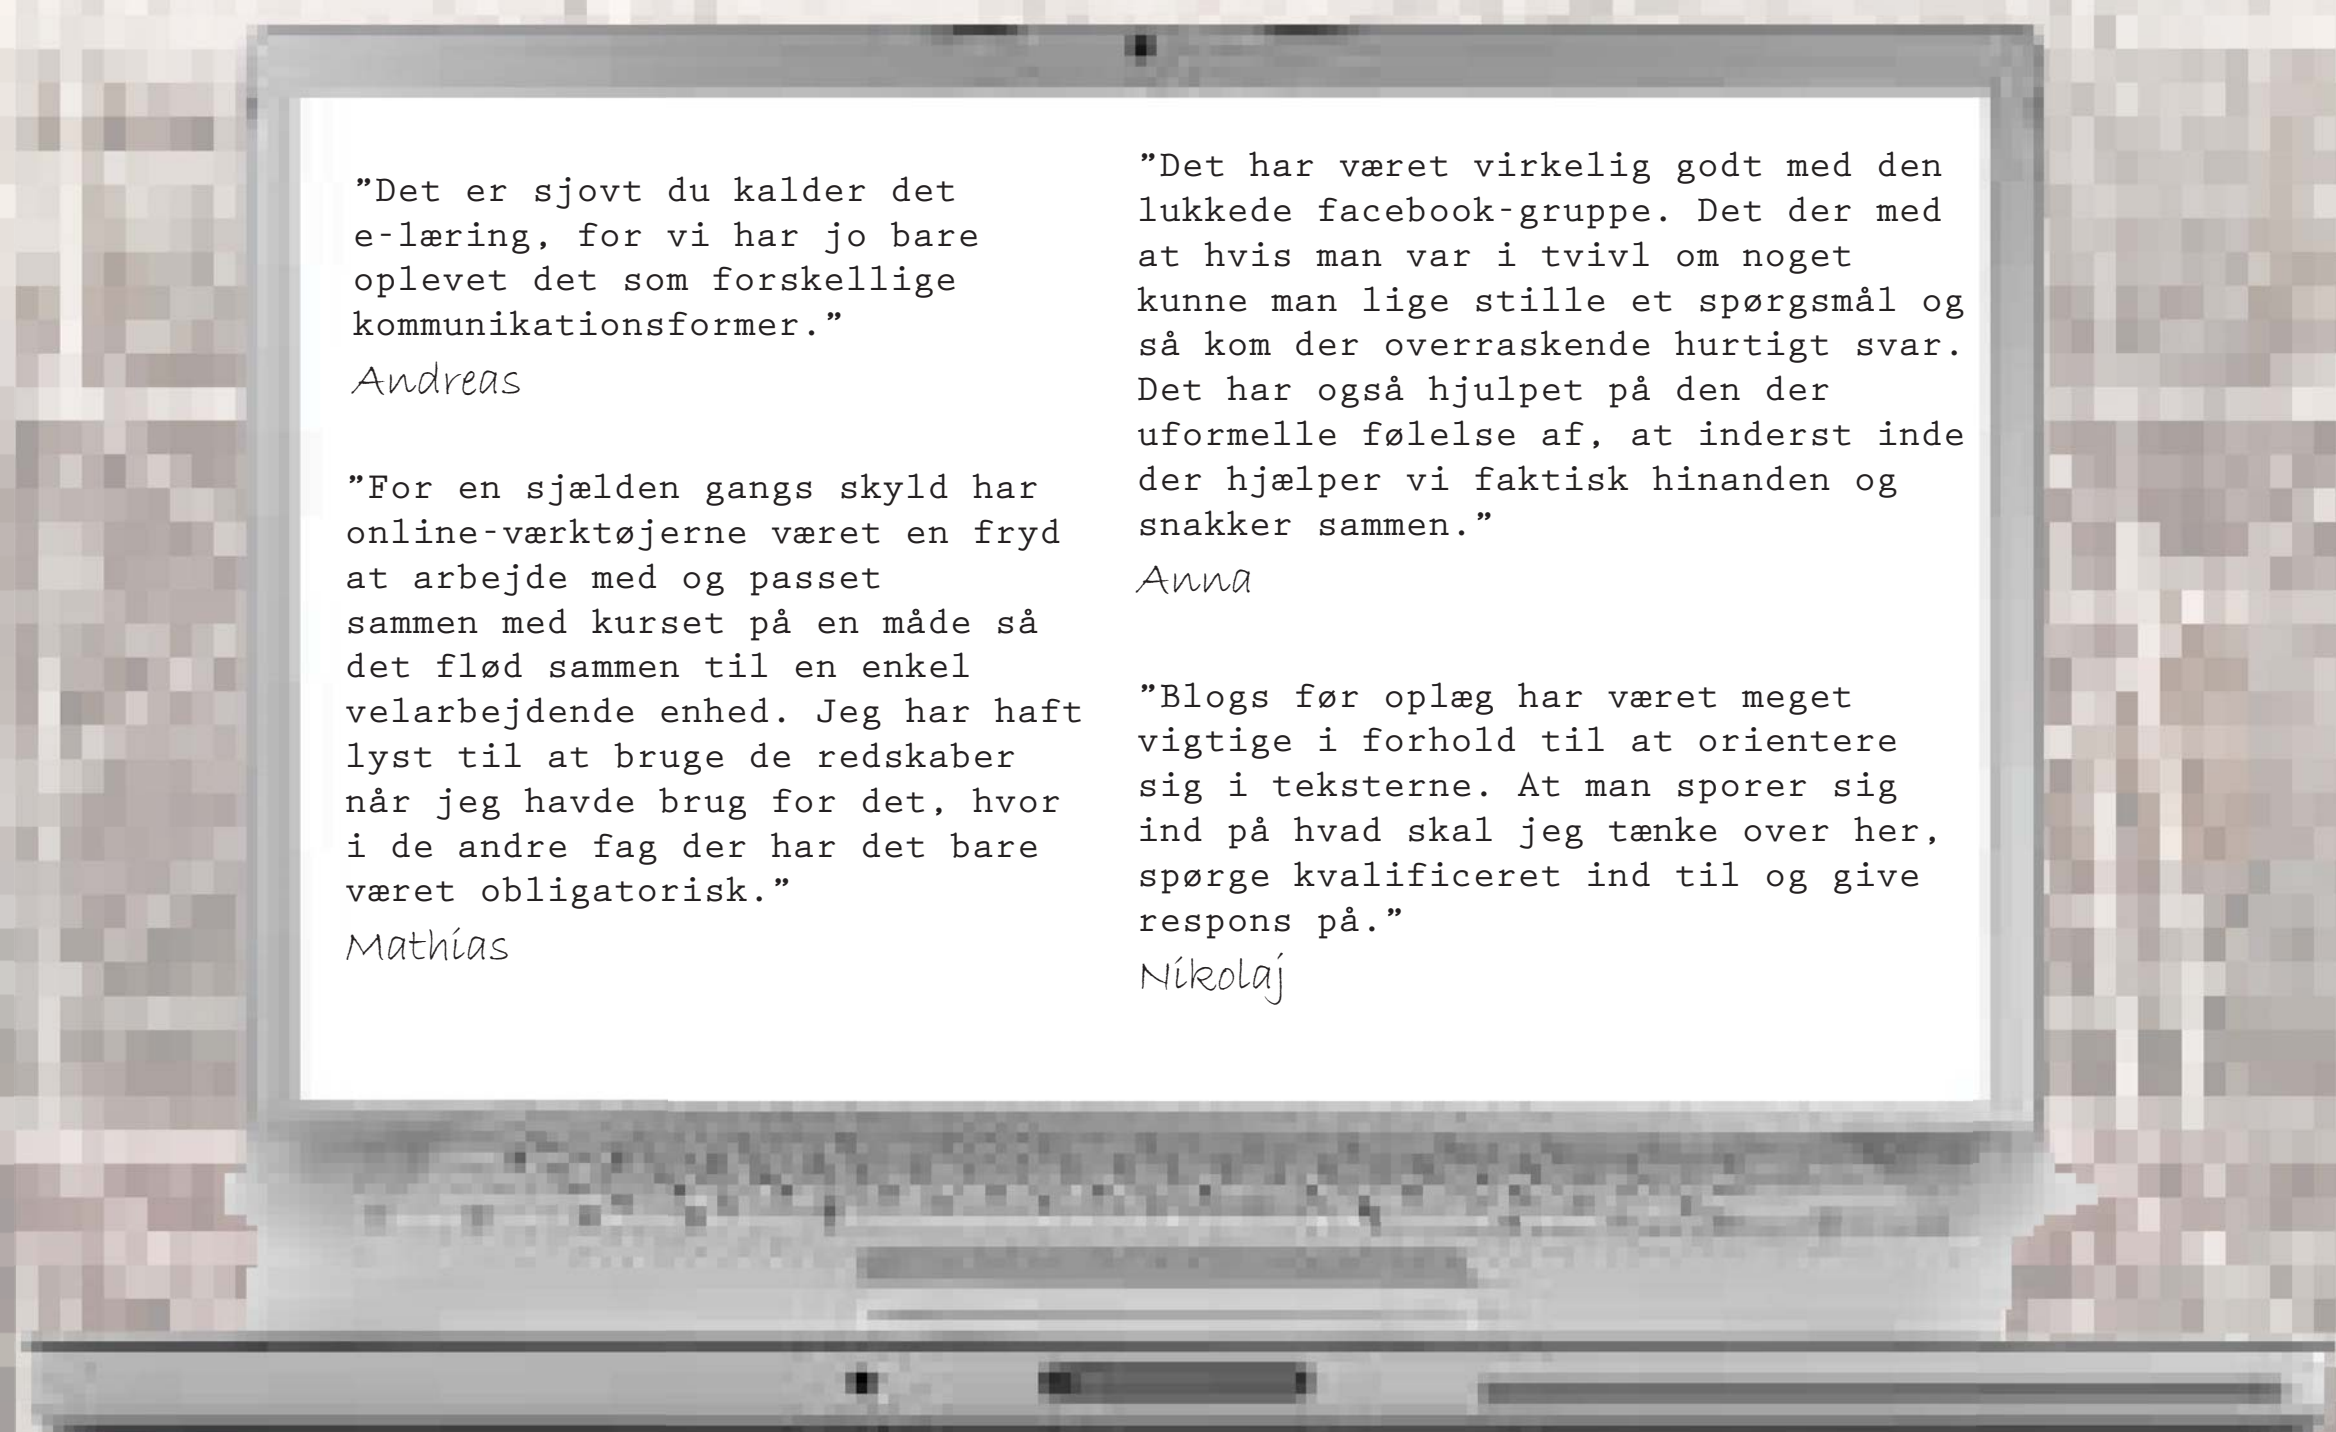 ”Det er sjovt du kalder det
e-læring, for vi har jo bare
oplevet det som forskellige
kommunikationsformer.”
Andreas
”For en sjælden gangs skyld har
online-værktøjerne været en fryd
at arbejde med og passet
sammen med kurset på en måde så
det flød sammen til en enkel
velarbejdende enhed. Jeg har haft
lyst til at bruge de redskaber
når jeg havde brug for det, hvor
i de andre fag der har det bare
været obligatorisk.”
Mathias
”Det har været virkelig godt med den
lukkede facebook-gruppe. Det der med
at hvis man var i tvivl om noget
kunne man lige stille et spørgsmål og
så kom der overraskende hurtigt svar.
Det har også hjulpet på den der
uformelle følelse af, at inderst inde
der hjælper vi faktisk hinanden og
snakker sammen.”
Anna
”Blogs før oplæg har været meget
vigtige i forhold til at orientere
sig i teksterne. At man sporer sig
ind på hvad skal jeg tænke over her,
spørge kvalificeret ind til og give
respons på.”
Nikolaj